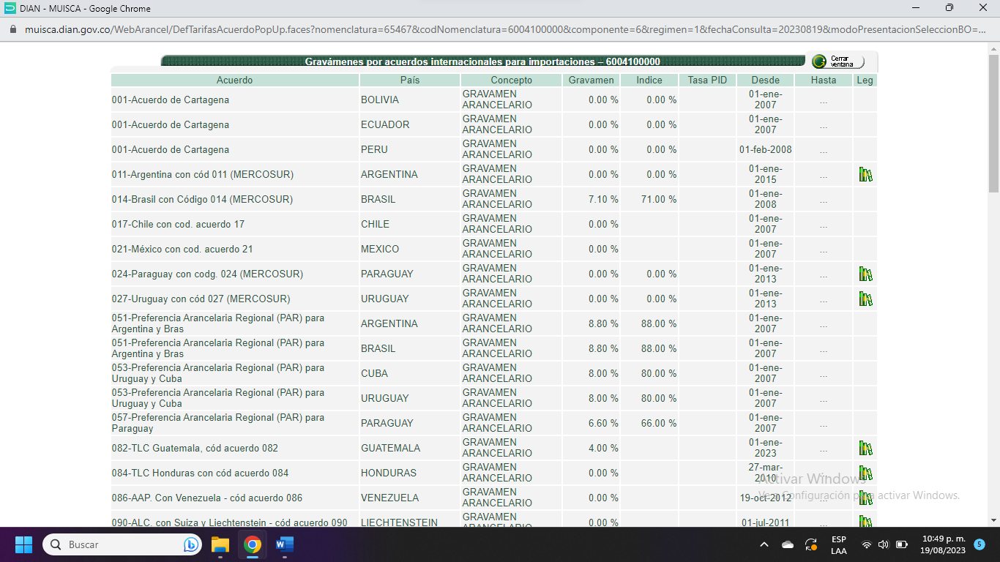 DIAN - MUISCA - Google Chrome
muisca.dian.gov.co/WebArancel/DefTarifasAcuerdoPopUp.faces?nomenclatura=65467&codNomenclatura=6004100000&componente=6&regimen=1&fechaConsulta=20230819&modoPresentacionSeleccionBO=...
Gravámenes por acuerdos internacionales para importaciones – 6004100000
Cerrar
ventana
Acuerdo País Concepto Gravamen Indice Tasa PID Desde Hasta Leg
001-Acuerdo de Cartagena BOLIVIA GRAVAMEN ARANCELARIO 0.00 % 0.00 % 01-ene-2007 ...
001-Acuerdo de Cartagena ECUADOR GRAVAMEN ARANCELARIO 0.00 % 0.00 % 01-ene-2007 ...
001-Acuerdo de Cartagena PERU GRAVAMEN ARANCELARIO 0.00 % 0.00 % 01-feb-2008 ...
011-Argentina con cód 011 (MERCOSUR) ARGENTINA GRAVAMEN ARANCELARIO 0.00 % 0.00 % 01-ene-2015 ...
014-Brasil con Código 014 (MERCOSUR) BRASIL GRAVAMEN ARANCELARIO 7.10 % 71.00 % 01-ene-2008 ...
017-Chile con cod. acuerdo 17 CHILE GRAVAMEN ARANCELARIO 0.00 % 01-ene-2007 ...
021-México con cod. acuerdo 21 MEXICO GRAVAMEN ARANCELARIO 0.00 % 01-ene-2007 ...
024-Paraguay con codg. 024 (MERCOSUR) PARAGUAY GRAVAMEN ARANCELARIO 0.00 % 0.00 % 01-ene-2013 ...
027-Uruguay con cód 027 (MERCOSUR) URUGUAY GRAVAMEN ARANCELARIO 0.00 % 0.00 % 01-ene-2013 ...
051-Preferencia Arancelaria Regional (PAR) para Argentina y Bras ARGENTINA GRAVAMEN ARANCELARIO 8.80 % 88.00 % 01-ene-2007 ...
051-Preferencia Arancelaria Regional (PAR) para Argentina y Bras BRASIL GRAVAMEN ARANCELARIO 8.80 % 88.00 % 01-ene-2007 ...
053-Preferencia Arancelaria Regional (PAR) para Uruguay y Cuba CUBA GRAVAMEN ARANCELARIO 8.00 % 80.00 % 01-ene-2007 ...
053-Preferencia Arancelaria Regional (PAR) para Uruguay y Cuba URUGUAY GRAVAMEN ARANCELARIO 8.00 % 80.00 % 01-ene-2007 ...
057-Preferencia Arancelaria Regional (PAR) para Paraguay PARAGUAY GRAVAMEN ARANCELARIO 6.60 % 66.00 % 01-ene-2007 ...
082-TLC Guatemala, cód acuerdo 082 GUATEMALA GRAVAMEN ARANCELARIO 4.00 % 01-ene-2023 ...
084-TLC Honduras con cód acuerdo 084 HONDURAS GRAVAMEN ARANCELARIO 0.00 % 27-mar-2010 ...
Activar Windows
086-AAP. Con Venezuela - cód acuerdo 086 VENEZUELA GRAVAMEN ARANCELARIO 0.00 % 19-oct-2012 ...
Ve a Configuración para activar Windows.
090-ALC. con Suiza y Liechtenstein - cód acuerdo 090 LIECHTENSTEIN GRAVAMEN ARANCELARIO 0.00 % 01-jul-2011 ...
Buscar
ESP
LAA
10:49 p. m.
19/08/2023
5